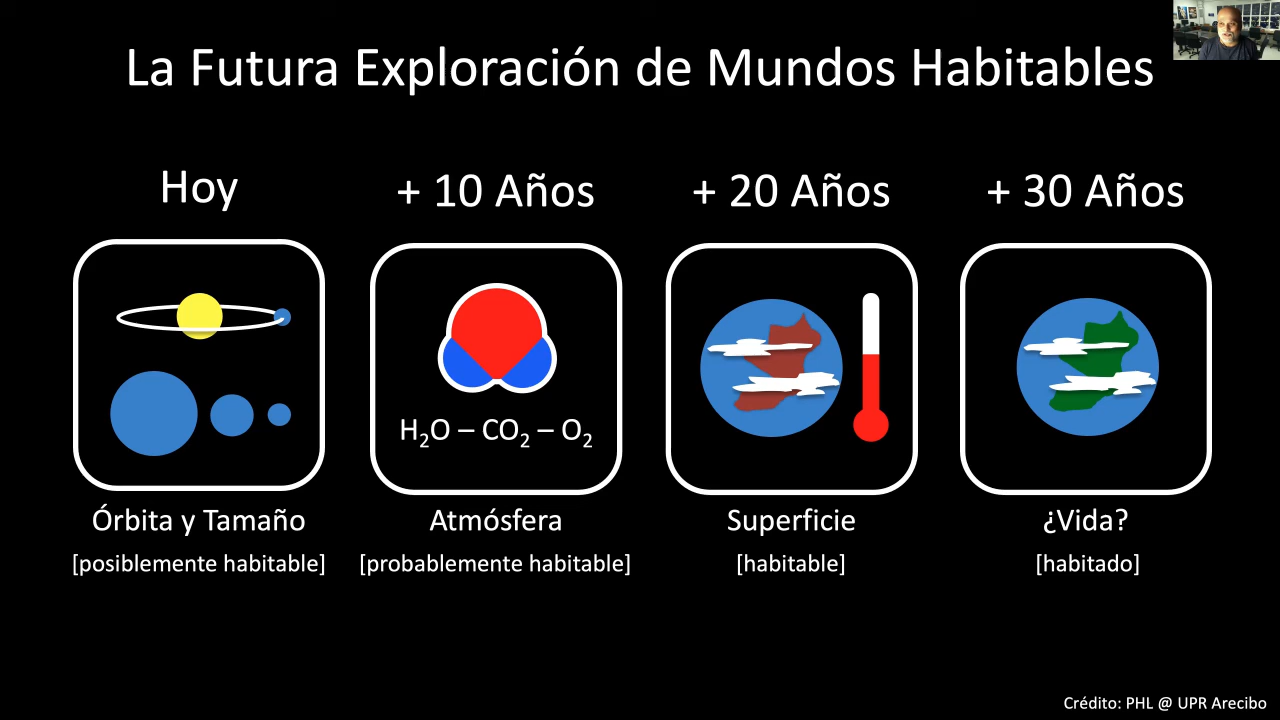 La Futura Exploración de Mundos Habitables
Hoy
+ 10 Años
+ 20 Años
+ 30 Años
H₂O – CO₂ – O₂
Órbita y Tamaño
Atmósfera
Superficie
¿Vida?
[posiblemente habitable]
[probablemente habitable]
[habitable]
[habitado]
Crédito: PHL @ UPR Arecibo